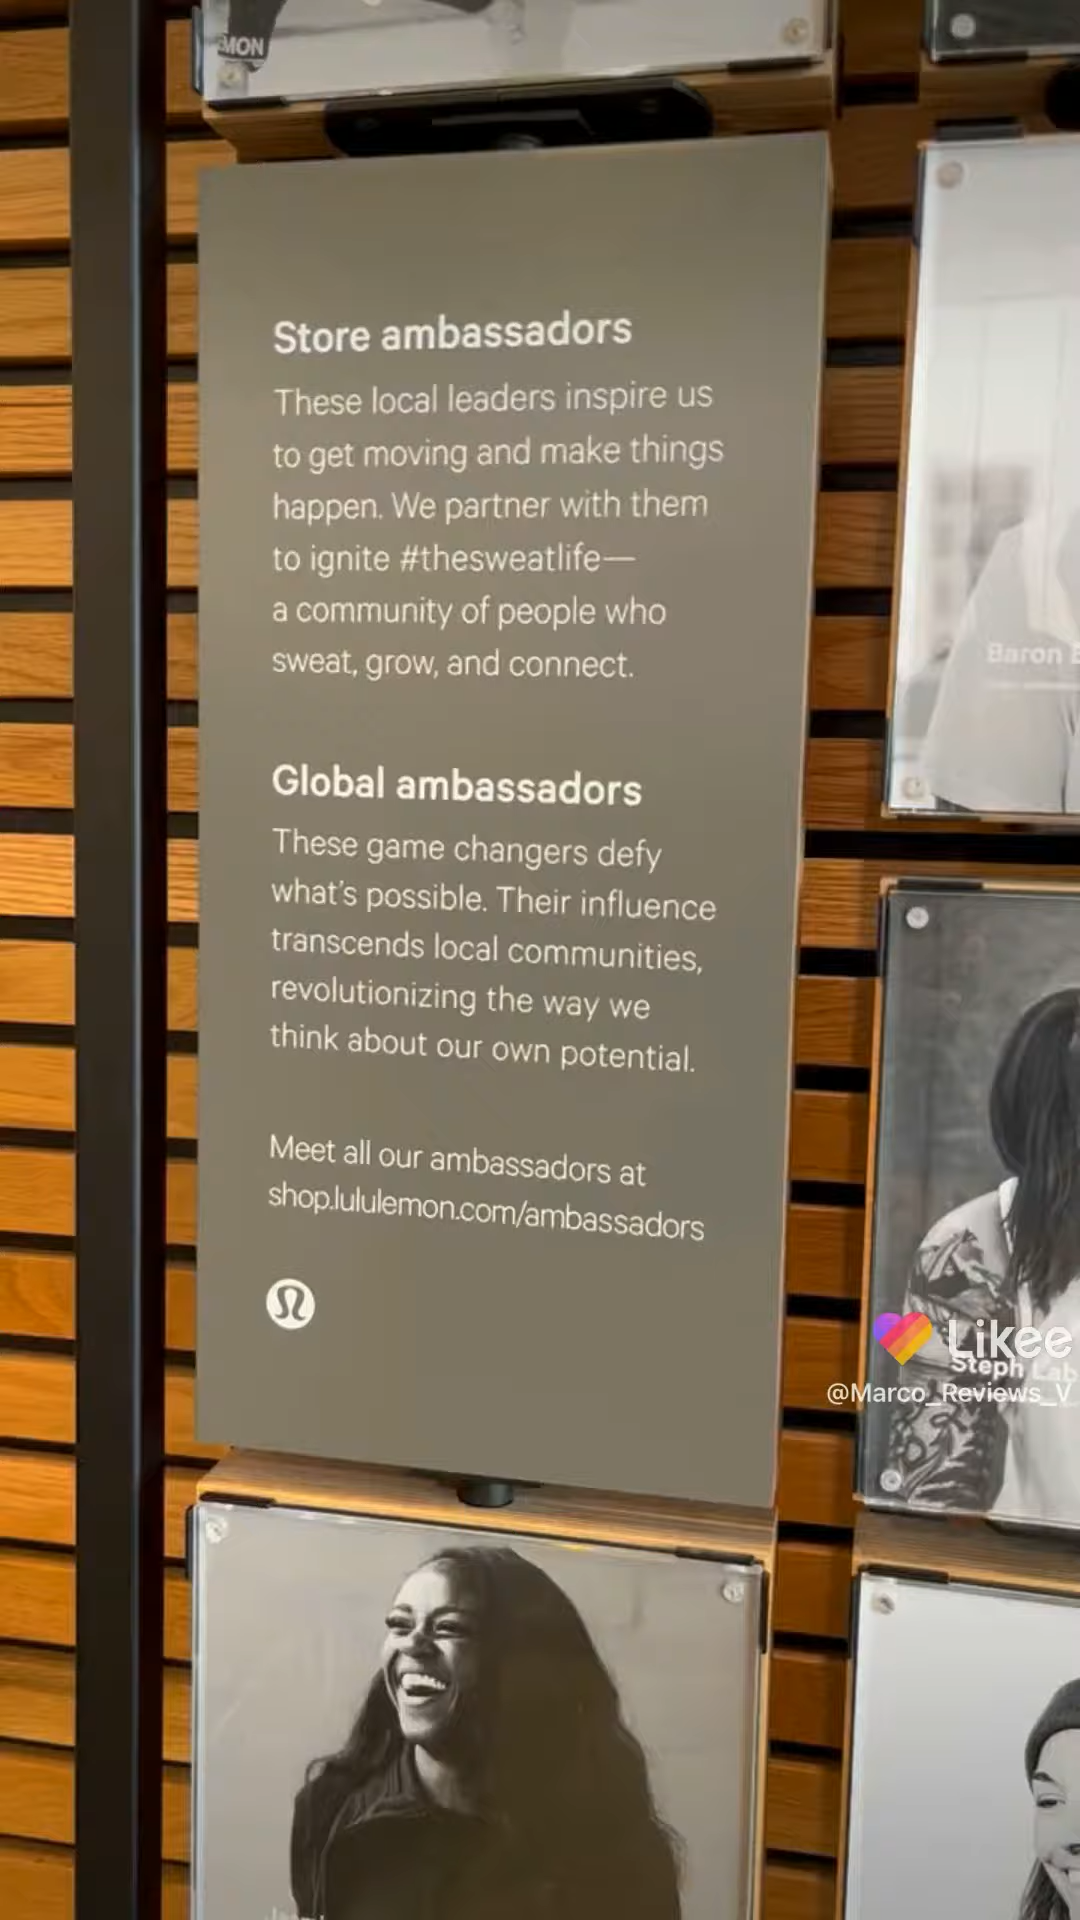 MON
Store ambassadors
These local leaders inspire us
to get moving and make things
happen. We partner with them
to ignite #thesweatlife—
a community of people who
sweat, grow, and connect.
Global ambassadors
These game changers defy
what's possible. Their influence
transcends local communities,
revolutionizing the way we
think about our own potential.
Meet all our ambassadors at
shop.lululemon.com/ambassadors
Baron
Likee
Steph Lab
@Marco_Reviews_V